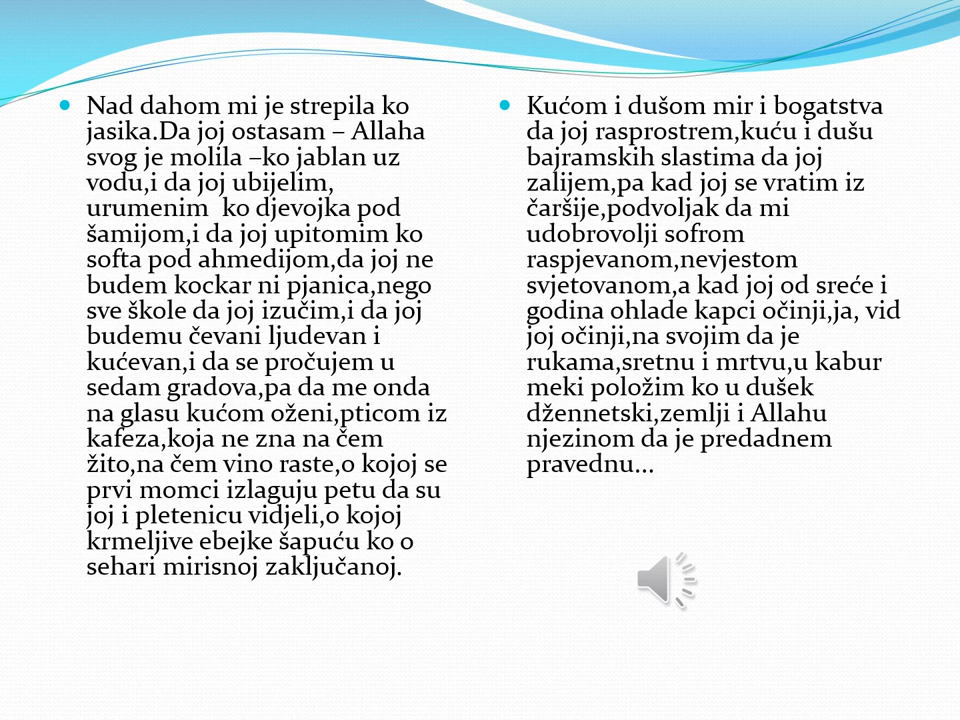 Nad dahom mi je strepila ko
jasika.Da joj ostasam – Allaha
svog je molila –ko jablan uz
vodu,i da joj ubijelim,
urumenim  ko djevojka pod
šamijom,i da joj upitomim ko
softa pod ahmedijom,da joj ne
budem kockar ni pjanica,nego
sve škole da joj izučim,i da joj
budemu čevani ljudevan i
kućevan,i da se pročujem u
sedam gradova,pa da me onda
na glasu kućom oženi,pticom iz
kafeza,koja ne zna na čem
žito,na čem vino raste,o kojoj se
prvi momci izlaguju petu da su
joj i pletenicu vidjeli,o kojoj
krmeljive ebejke šapuću ko o
sehari mirisnoj zaključanoj.
Kućom i dušom mir i bogatstva
da joj rasprostrem,kuću i dušu
bajramskih slastima da joj
zalijem,pa kad joj se vratim iz
čaršije,podvoljak da mi
udobrovolji sofrom
raspjevanom,nevjestom
svjetovanom,a kad joj od sreće i
godina ohlade kapci očinji,ja, vid
joj očinji,na svojim da je
rukama,sretnu i mrtvu,u kabur
meki položim ko u dušek
džennetski,zemlji i Allahu
njezinom da je predadnem
pravednu...